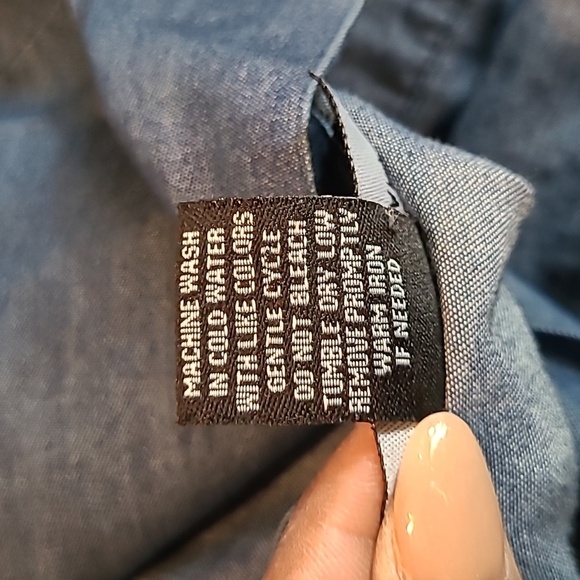 MACHINE WASH
IN COLD WATER
WITH LIKE COLORS
GENTLE CYCLE
DO NOT BLEACH
TUMBLE DRY LOW
REMOVE PROMPTLY
WARM IRON
IF NEEDED